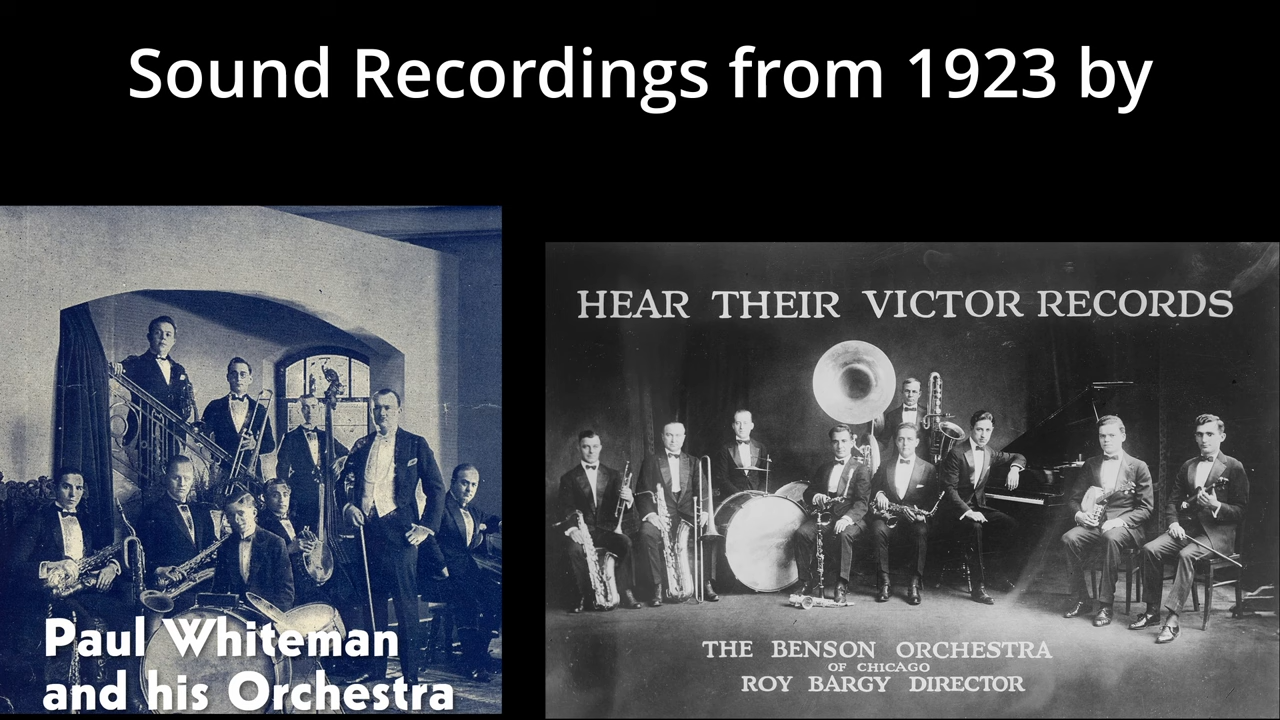 Sound Recordings from 1923 by
HEAR THEIR VICTOR RECORDS
Paul Whiteman
and his Orchestra
THE BENSON ORCHESTRA
OF CHICAGO
ROY BARGY DIRECTOR